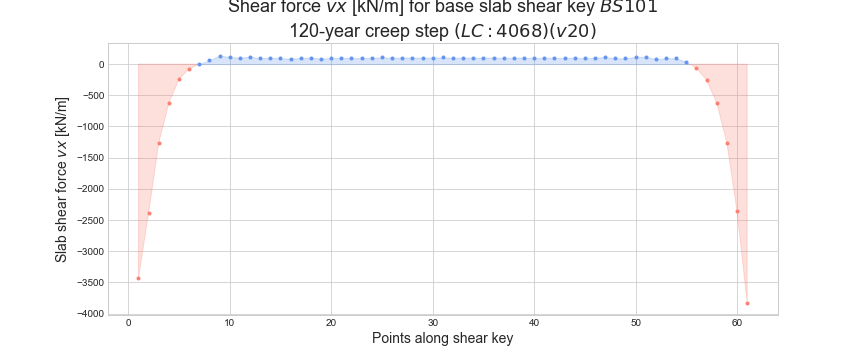 Shear force vx [kN/m] for base slab shear key BS101
120-year creep step (LC : 4068)(v20)
Slab shear force vx [kN/m]
0
−500
−1000
−1500
−2000
−2500
−3000
−3500
−4000
0 10 20 30 40 50 60
Points along shear key